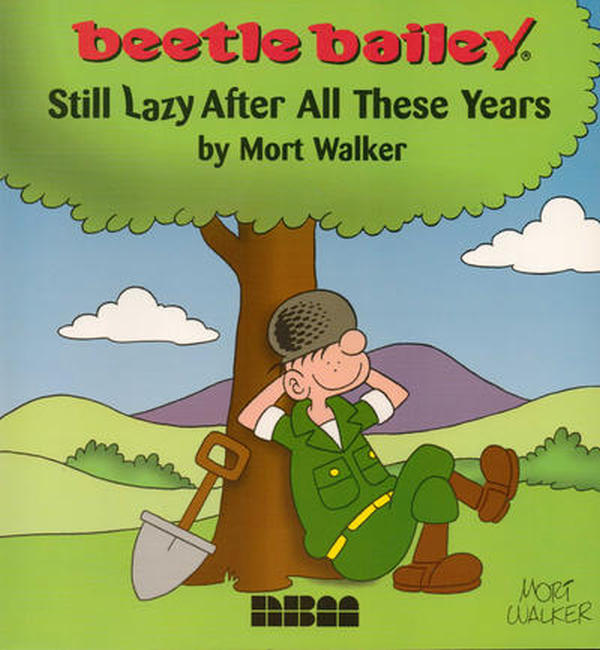 beetle bailey®
Still Lazy After All These Years
by Mort Walker
NBM
MORT
WALKER